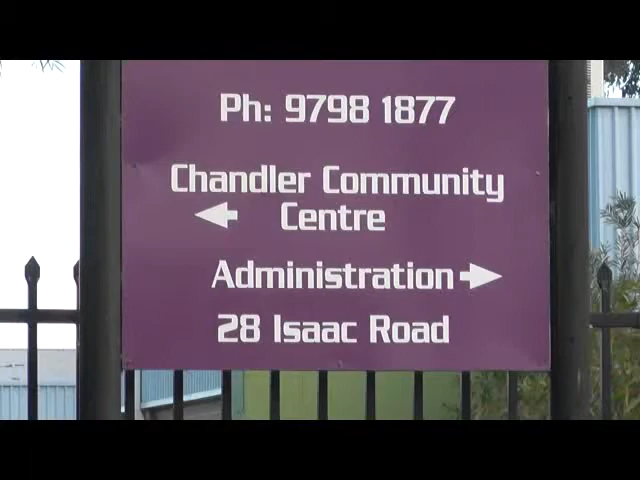 Ph: 9798 1877
Chandler Community
Centre
Administration
28 Isaac Road